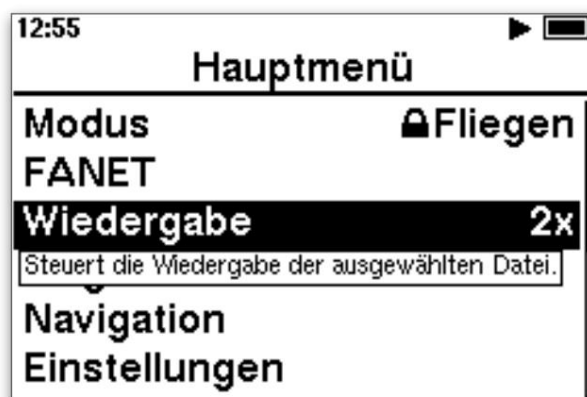 12:55
Hauptmenü
Modus Fliegen
FANET
Wiedergabe 2x
Steuert die Wiedergabe der ausgewählten Datei.
Navigation
Einstellungen